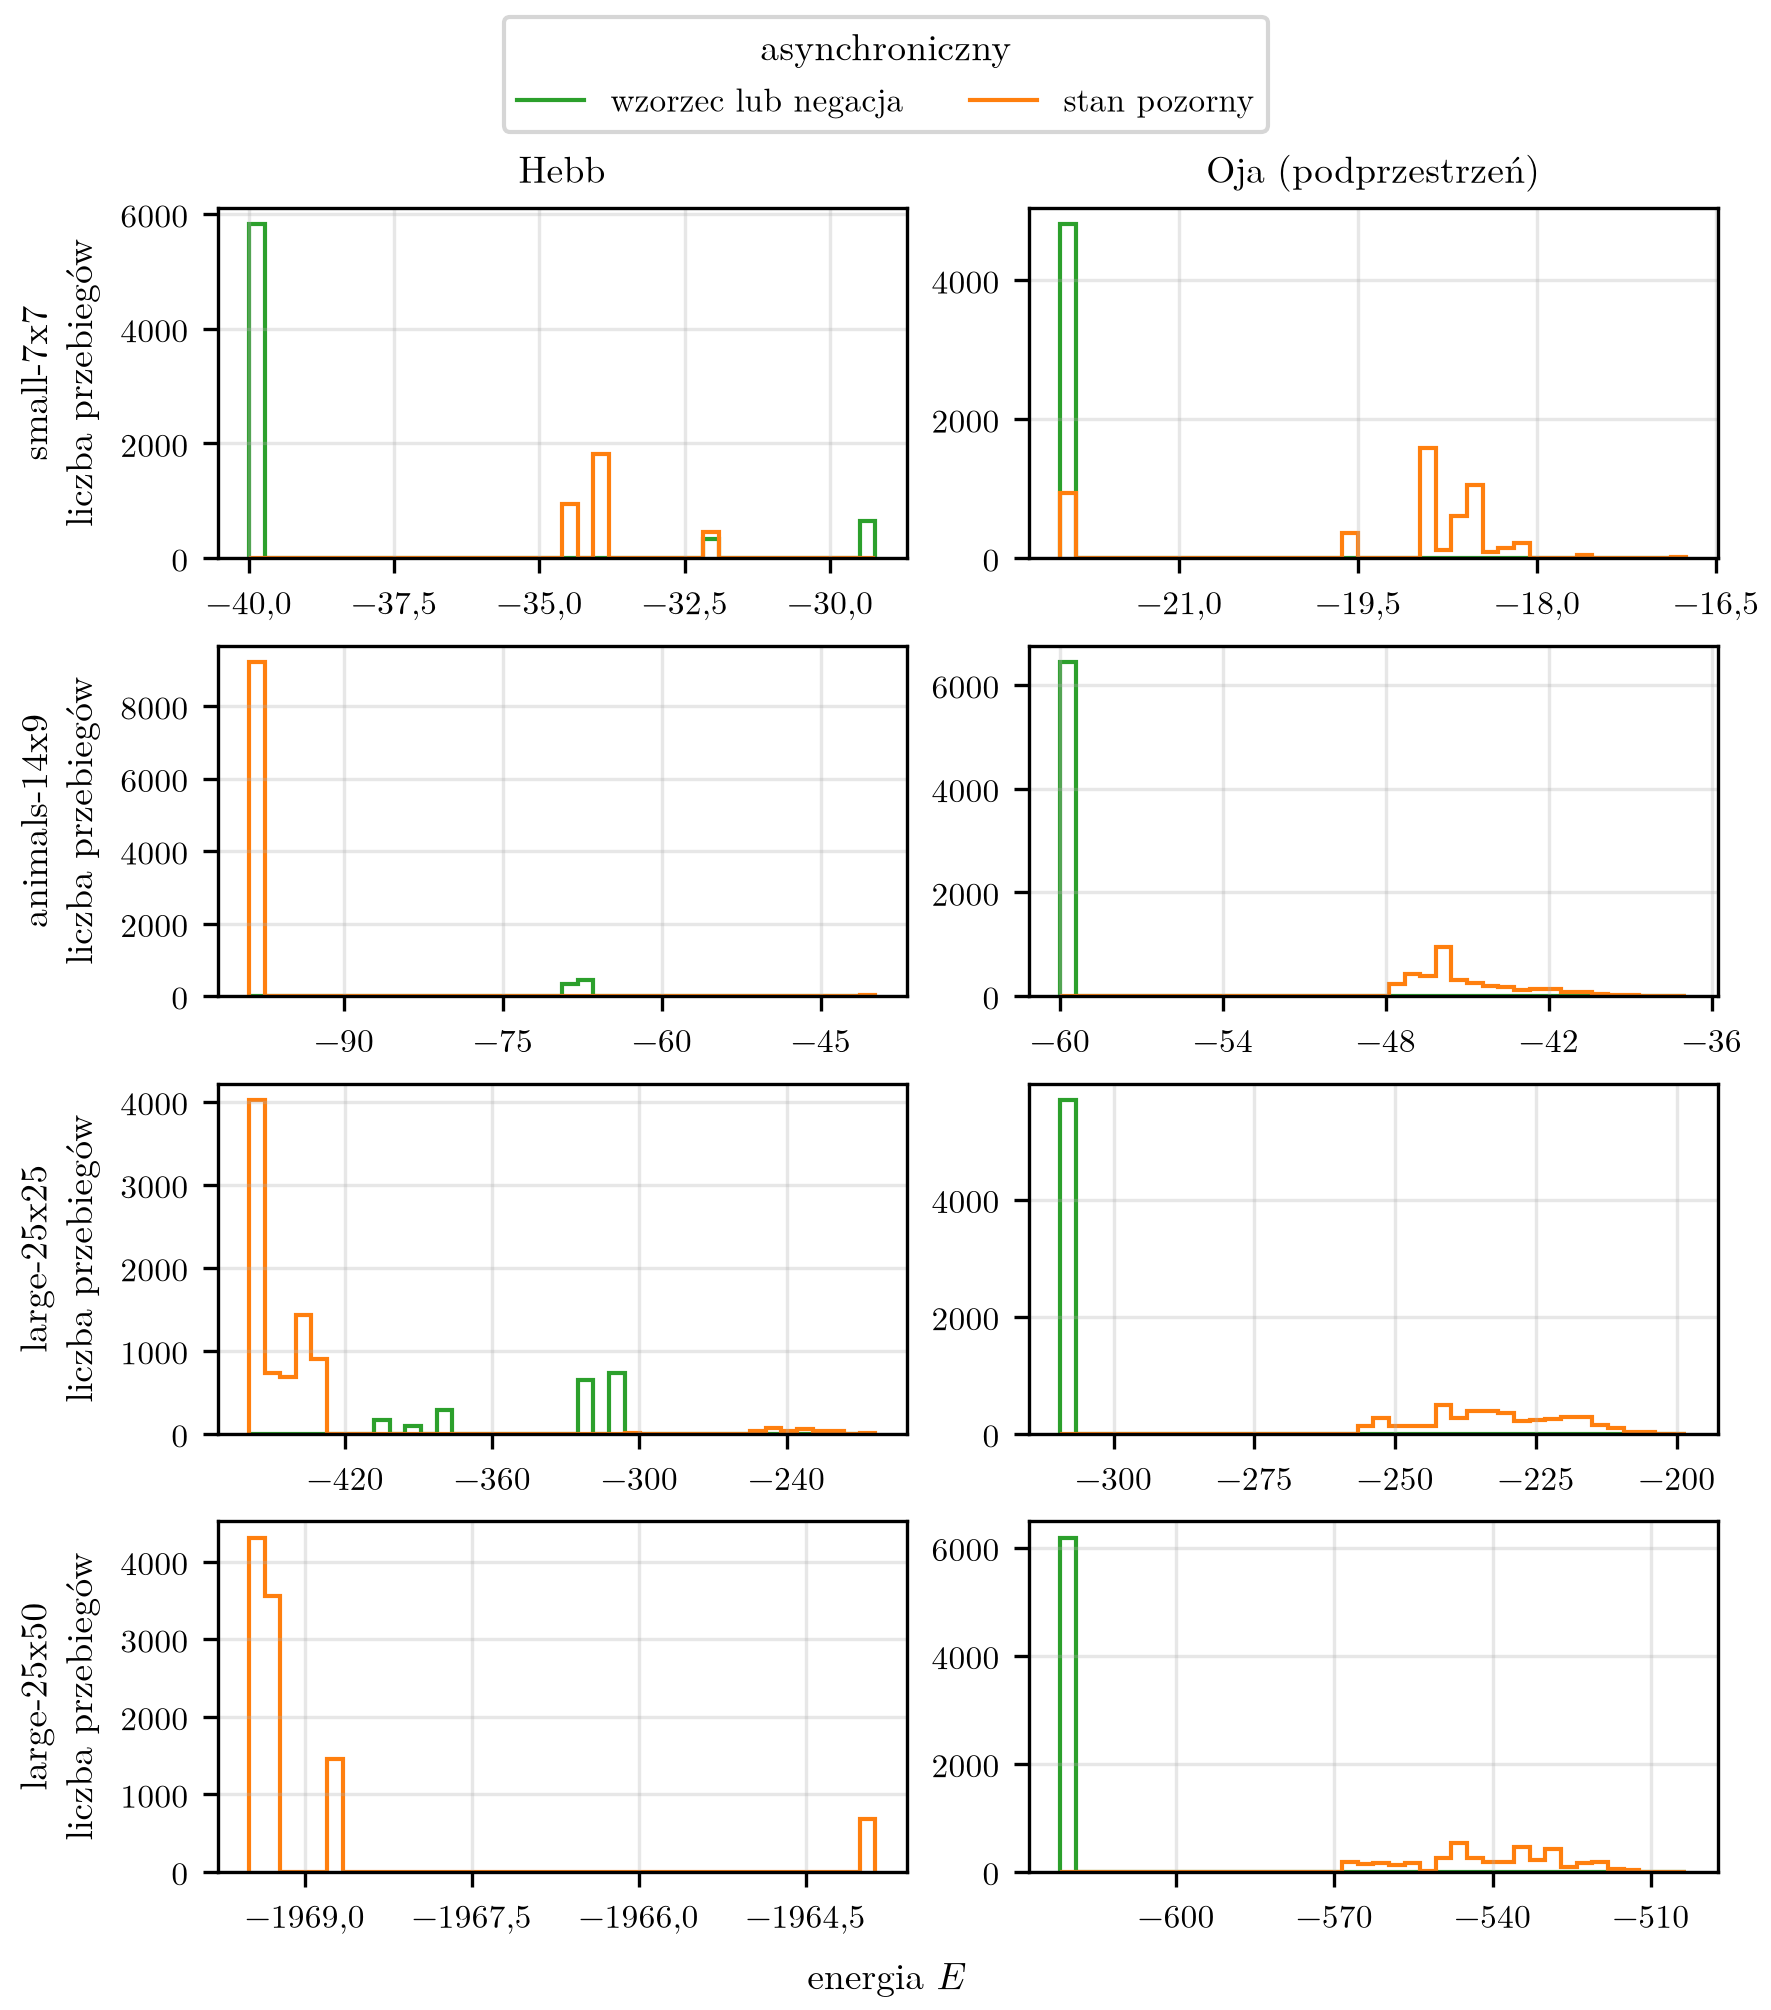 asynchroniczny
wzorzec lub negacja stan pozorny
Hebb Oja (podprzestrzeń)
small-7x7
liczba przebiegów
6000
4000
2000
0
−40,0 −37,5 −35,0 −32,5 −30,0
4000
2000
0
−21,0 −19,5 −18,0 −16,5
animals-14x9
liczba przebiegów
8000
6000
4000
2000
0
−90 −75 −60 −45
6000
4000
2000
0
−60 −54 −48 −42 −36
large-25x25
liczba przebiegów
4000
3000
2000
1000
0
−420 −360 −300 −240
4000
2000
0
−300 −275 −250 −225 −200
large-25x50
liczba przebiegów
4000
3000
2000
1000
0
−1969,0 −1967,5 −1966,0 −1964,5
6000
4000
2000
0
−600 −570 −540 −510
energia E